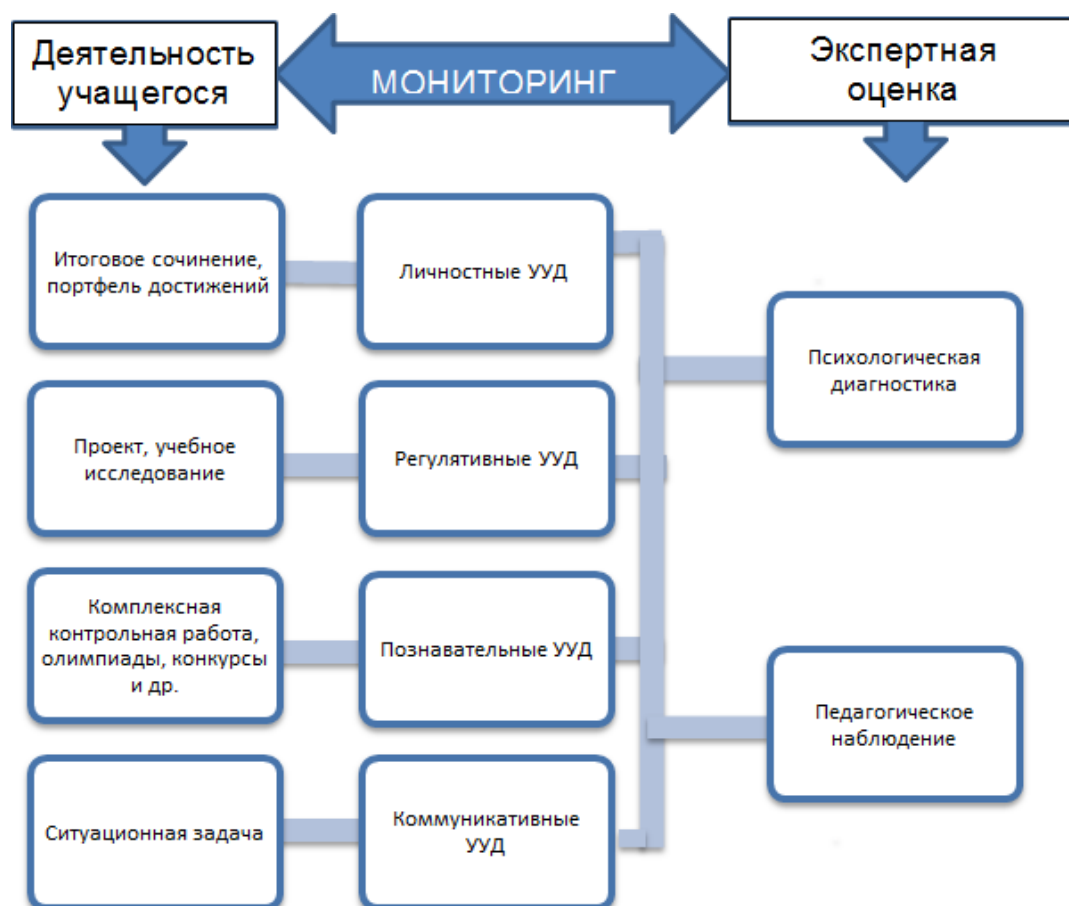 Деятельность
учащегося
МОНИТОРИНГ
Экспертная
оценка
Итоговое сочинение,
портфель достижений
Личностные УУД
Психологическая
диагностика
Проект, учебное
исследование
Регулятивные УУД
Комплексная
контрольная работа,
олимпиады, конкурсы
и др.
Познавательные УУД
Педагогическое
наблюдение
Ситуационная задача
Коммуникативные
УУД